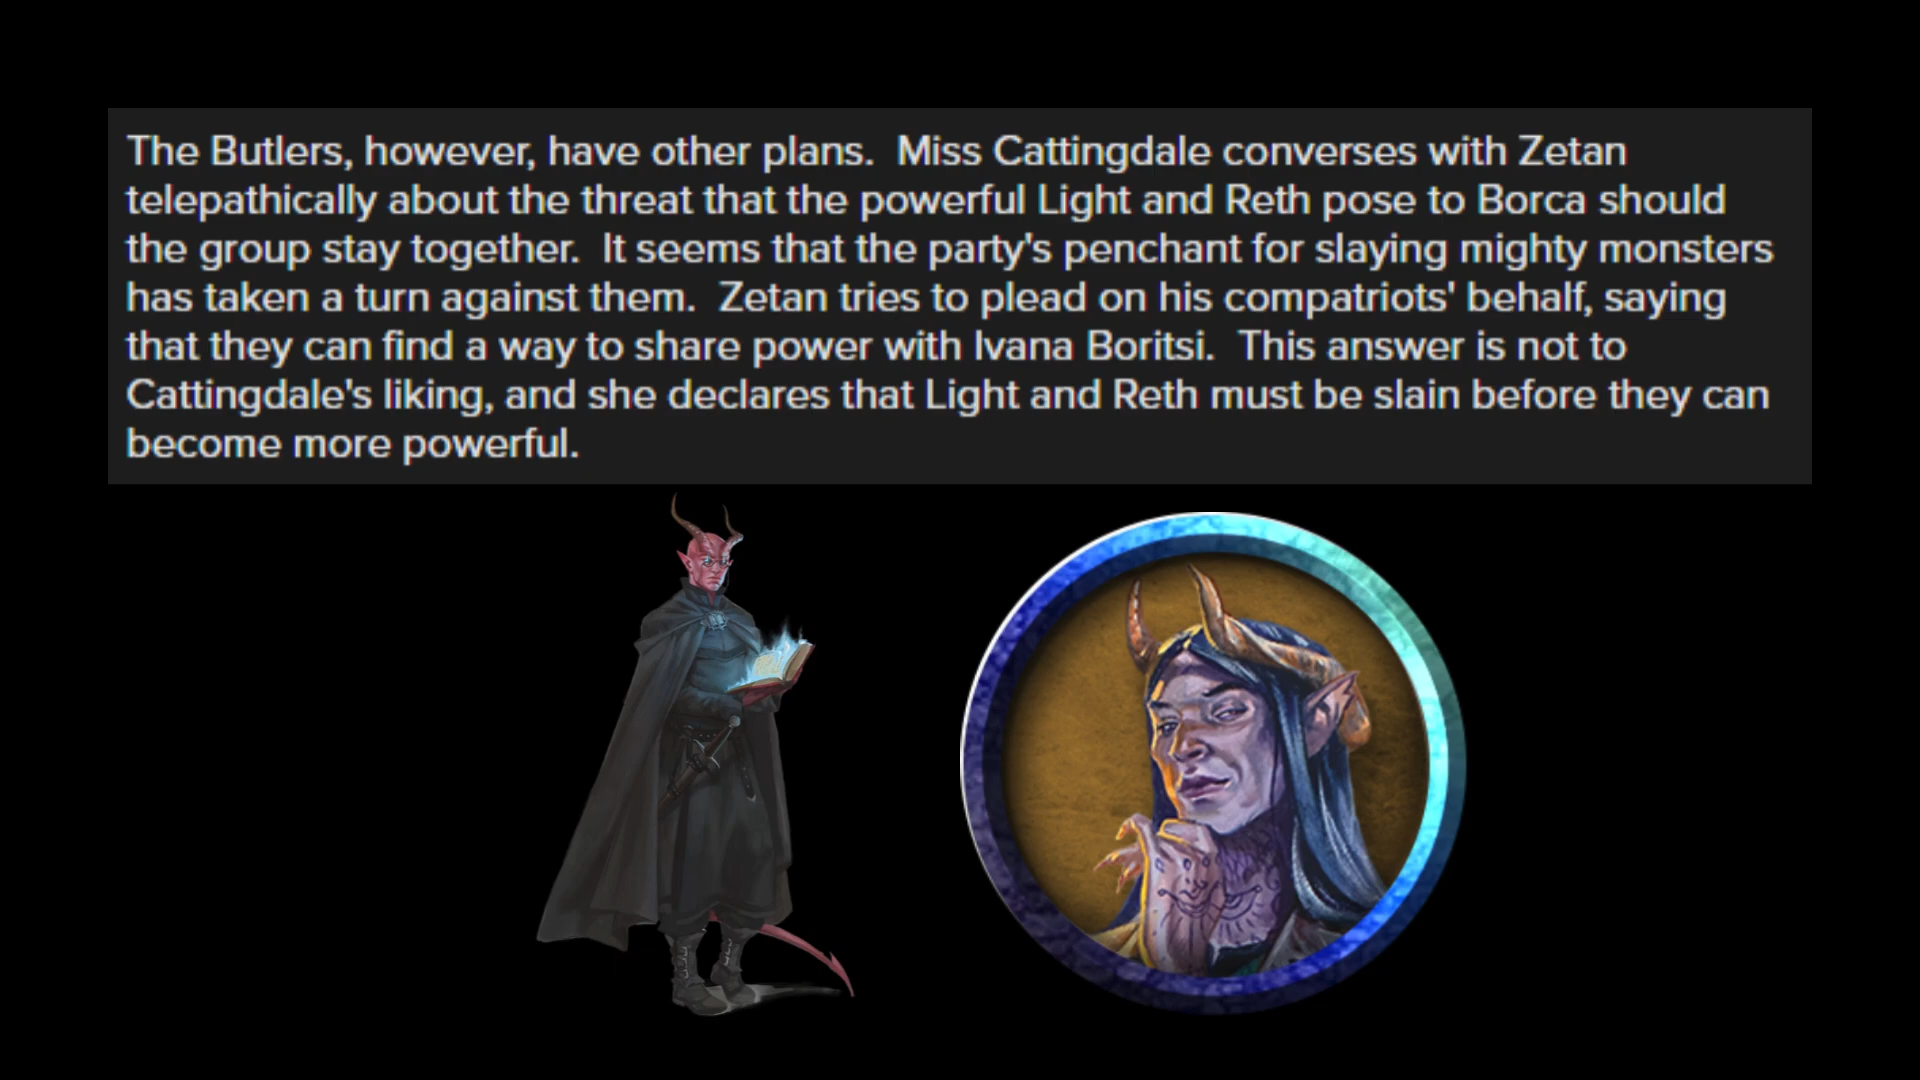 The Butlers, however, have other plans.  Miss Cattingdale converses with Zetan
telepathically about the threat that the powerful Light and Reth pose to Borca should
the group stay together.  It seems that the party's penchant for slaying mighty monsters
has taken a turn against them.  Zetan tries to plead on his compatriots' behalf, saying
that they can find a way to share power with Ivana Boritsi.  This answer is not to
Cattingdale's liking, and she declares that Light and Reth must be slain before they can
become more powerful.